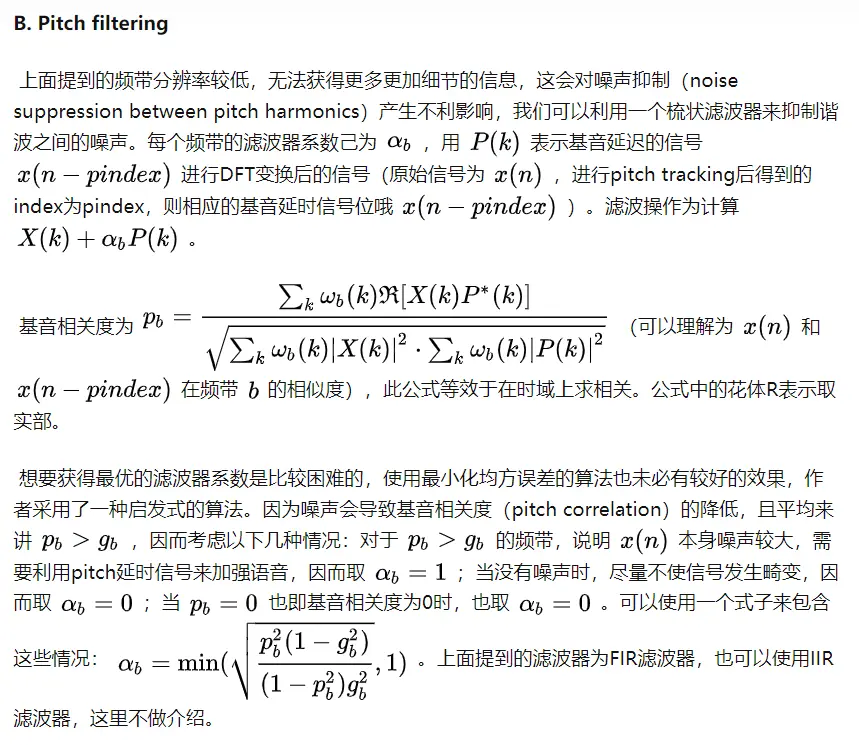 B. Pitch filtering
上面提到的频带分辨率较低，无法获得更多更加细节的信息，这会对噪声抑制（noise
suppression between pitch harmonics）产生不利影响，我们可以利用一个梳状滤波器来抑制谐
波之间的噪声。每个频带的滤波器系数己为 α_b ，用 P(k) 表示基音延迟的信号
x(n − pindex) 进行DFT变换后的信号（原始信号为 x(n) ，进行pitch tracking后得到的
index为pindex，则相应的基音延时信号位哦 x(n − pindex) ）。滤波操作为计算
X(k) + α_b P(k) 。
基音相关度为 p_b = \frac{\sum_k ω_b(k)ℜ[X(k)P^*(k)]}{\sqrt{\sum_k ω_b(k)|X(k)|^2 · \sum_k ω_b(k)|P(k)|^2}} （可以理解为 x(n) 和
x(n − pindex) 在频带 b 的相似度），此公式等效于在时域上求相关。公式中的花体R表示取
实部。
想要获得最优的滤波器系数是比较困难的，使用最小化均方误差的算法也未必有较好的效果，作
者采用了一种启发式的算法。因为噪声会导致基音相关度（pitch correlation）的降低，且平均来
讲 p_b > g_b ，因而考虑以下几种情况：对于 p_b > g_b 的频带，说明 x(n) 本身噪声较大，需
要利用pitch延时信号来加强语音，因而取 α_b = 1 ；当没有噪声时，尽量不使信号发生畸变，因
而取 α_b = 0 ；当 p_b = 0 也即基音相关度为0时，也取 α_b = 0 。可以使用一个式子来包含
这些情况： α_b = min(\sqrt{\frac{p_b^2(1 − g_b^2)}{(1 − p_b^2)g_b^2}}, 1) 。上面提到的滤波器为FIR滤波器，也可以使用IIR
滤波器，这里不做介绍。